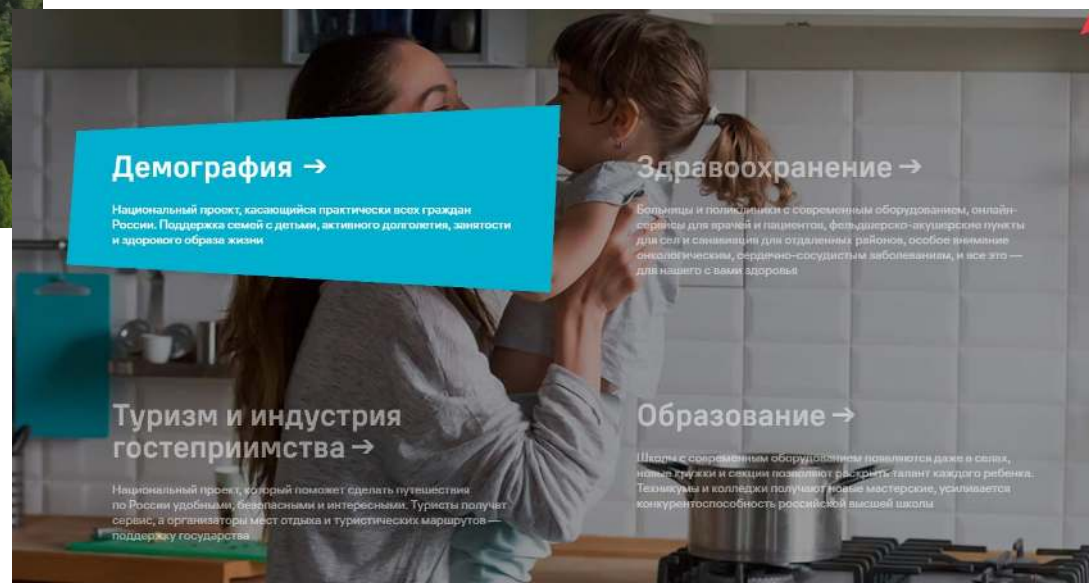 Демография →
Национальный проект, касающийся практически всех граждан
России. Поддержка семей с детьми, активного долголетия, занятости
и здорового образа жизни
Здравоохранение →
Больницы и поликлиники с современным оборудованием, онлайн-
сервисы для врачей и пациентов, фельдшерско-акушерские пункты
для сел и санавиация для отдаленных районов, особое внимание
онкологическим, сердечно-сосудистым заболеваниям, и все это —
для нашего с вами здоровья
Туризм и индустрия
гостеприимства →
Национальный проект, который поможет сделать путешествия
по России удобными, безопасными и интересными. Туристы получат
сервис, а организаторы мест отдыха и туристических маршрутов —
поддержку государства
Образование →
Школы с современным оборудованием появляются даже в селах,
новые кружки и секции позволяют раскрыть талант каждого ребенка.
Техникумы и колледжи получают новые мастерские, усиливается
конкурентоспособность российской высшей школы